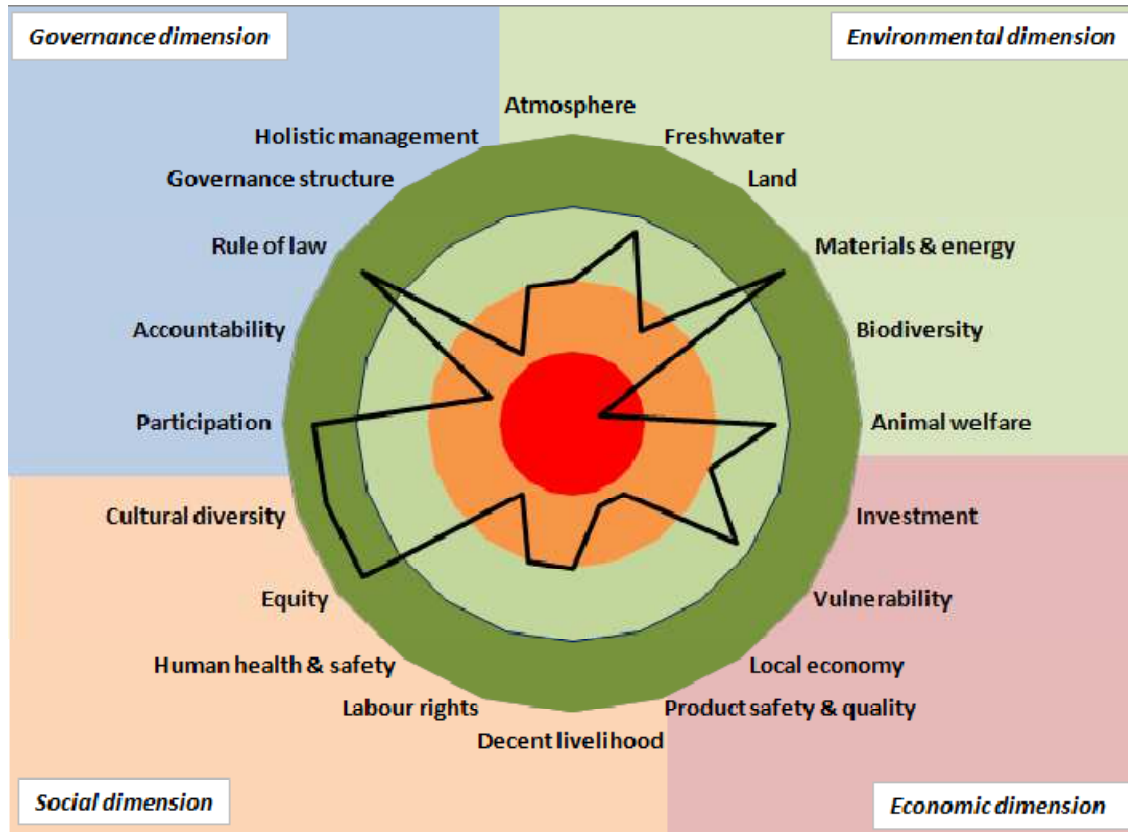 Governance dimension
Environmental dimension
Atmosphere
Holistic management
Freshwater
Governance structure
Land
Rule of law
Materials & energy
Accountability
Biodiversity
Participation
Animal welfare
Cultural diversity
Investment
Equity
Vulnerability
Human health & safety
Local economy
Labour rights
Product safety & quality
Decent livelihood
Social dimension
Economic dimension